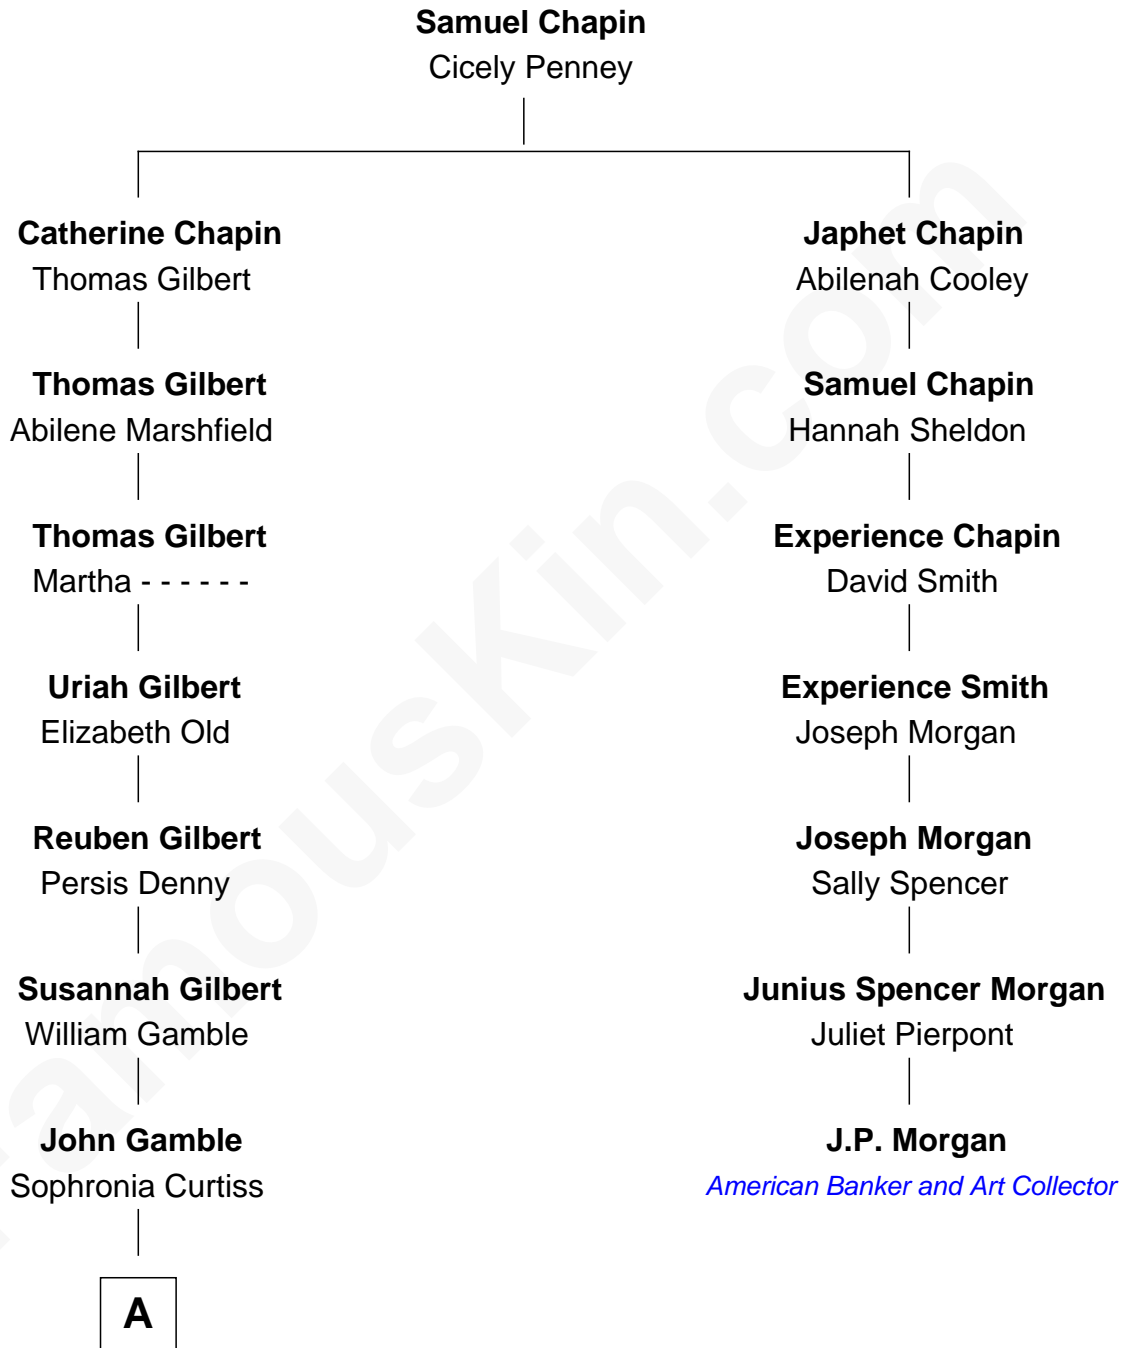 Samuel Chapin
Cicely Penney
Catherine Chapin
Thomas Gilbert
Japhet Chapin
Abilenah Cooley
Thomas Gilbert
Abilene Marshfield
Samuel Chapin
Hannah Sheldon
Thomas Gilbert
Martha - - - - - -
Experience Chapin
David Smith
Uriah Gilbert
Elizabeth Old
Experience Smith
Joseph Morgan
Reuben Gilbert
Persis Denny
Joseph Morgan
Sally Spencer
Susannah Gilbert
William Gamble
Junius Spencer Morgan
Juliet Pierpont
John Gamble
Sophronia Curtiss
J.P. Morgan
American Banker and Art Collector
A
FamousKin.com